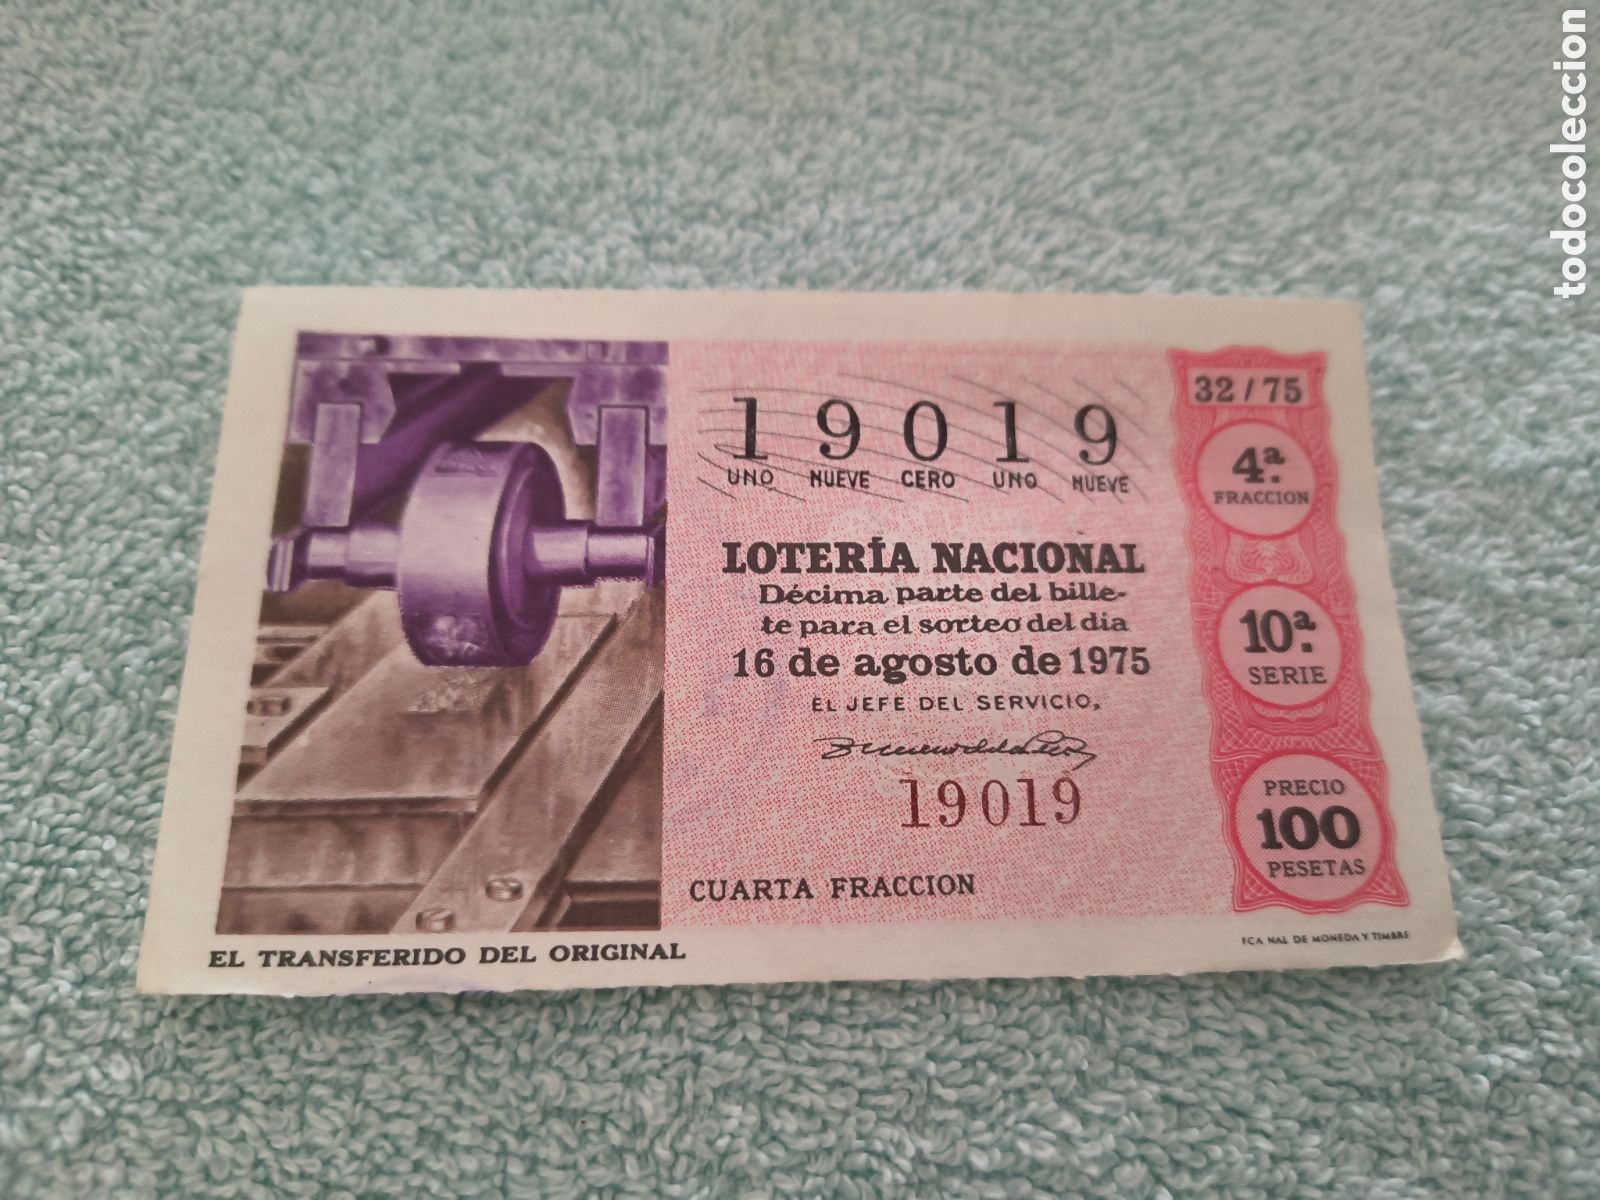 todocoleccion
32 / 75
19019
UNO NUEVE CERO UNO NUEVE
4ª.
FRACCION
LOTERÍA NACIONAL
Décima parte del bille-
te para el sorteo del dia
16 de agosto de 1975
EL JEFE DEL SERVICIO,
10ª.
SERIE
19019
PRECIO
100
PESETAS
CUARTA FRACCION
EL TRANSFERIDO DEL ORIGINAL
FCA NAL DE MONEDA Y TIMBRE